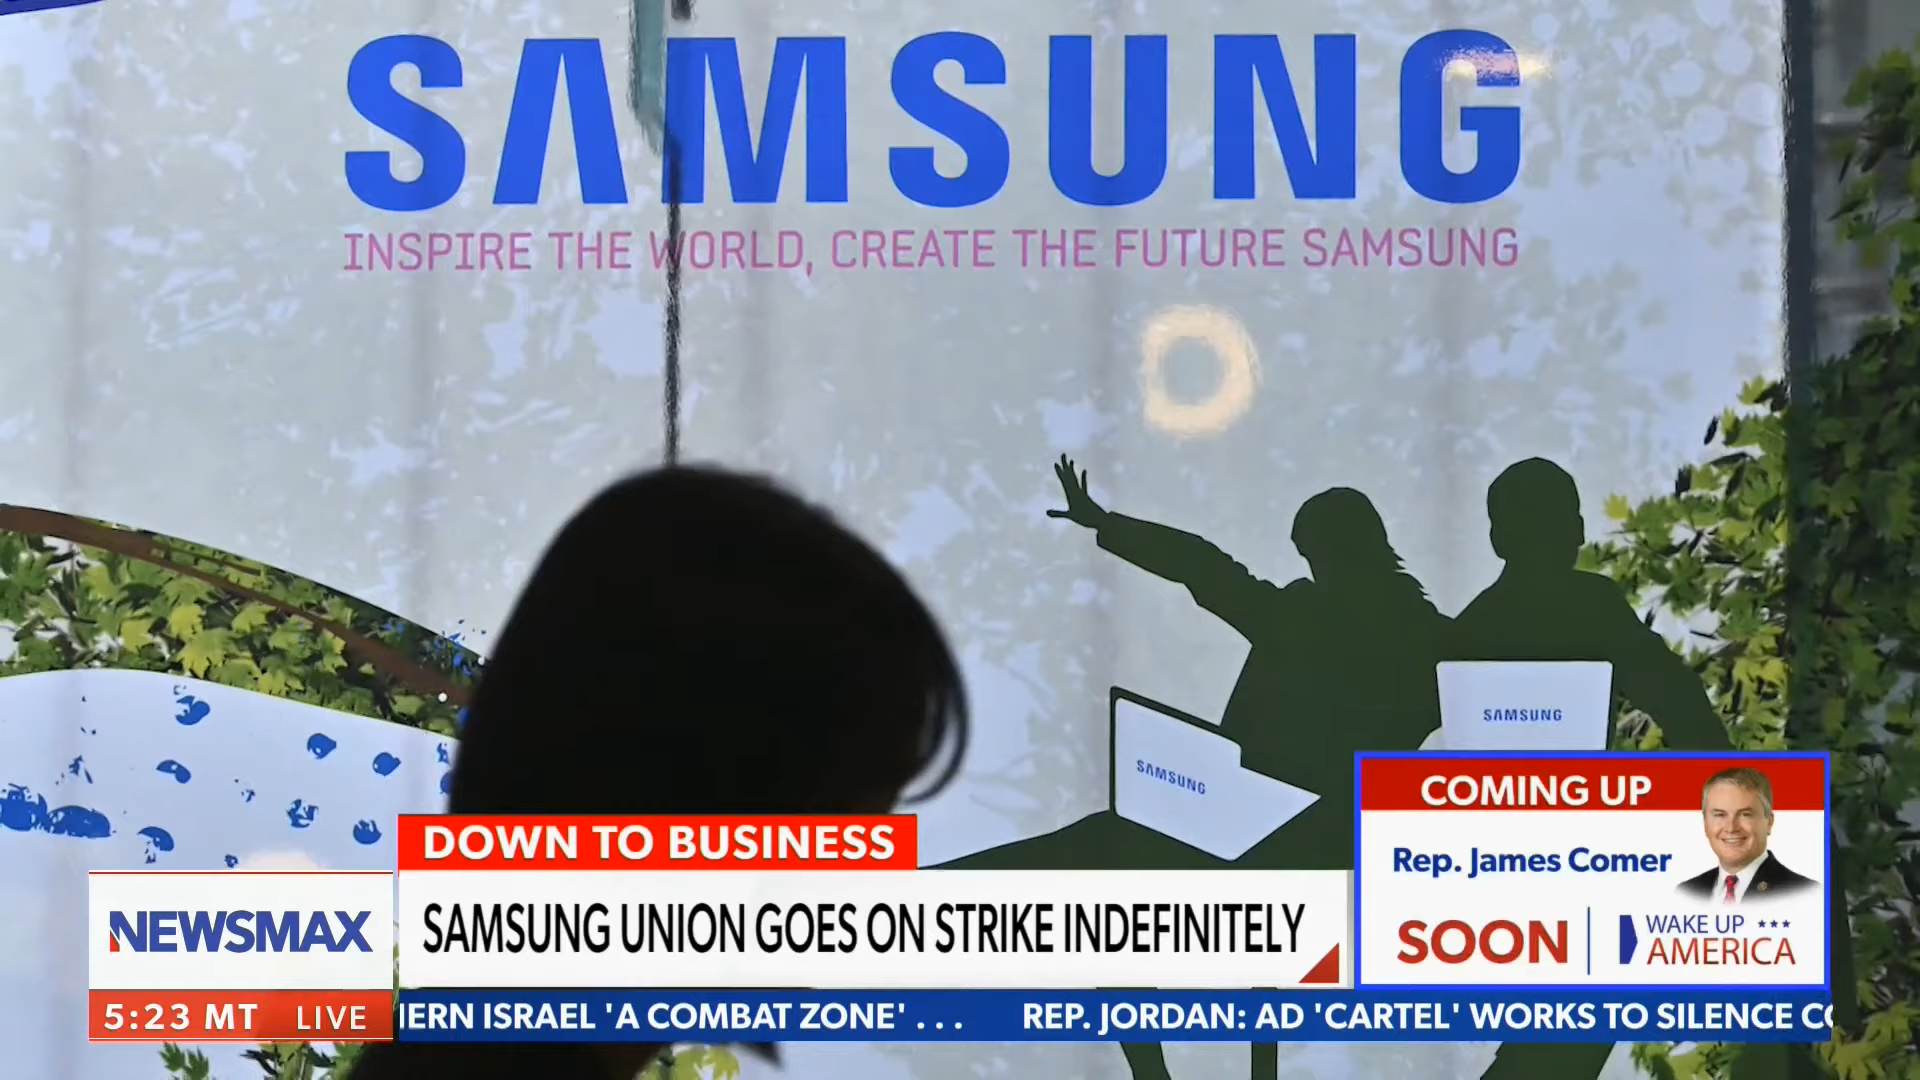 SAMSUNG
INSPIRE THE WORLD, CREATE THE FUTURE SAMSUNG
SAMSUNG
SAMSUNG
COMING UP
Rep. James Comer
SOON
WAKE UP
AMERICA
DOWN TO BUSINESS
SAMSUNG UNION GOES ON STRIKE INDEFINITELY
NEWSMAX
5:23 MT LIVE
ISRAEL 'A COMBAT ZONE' . . . REP. JORDAN: AD 'CARTEL' WORKS TO SILENCE